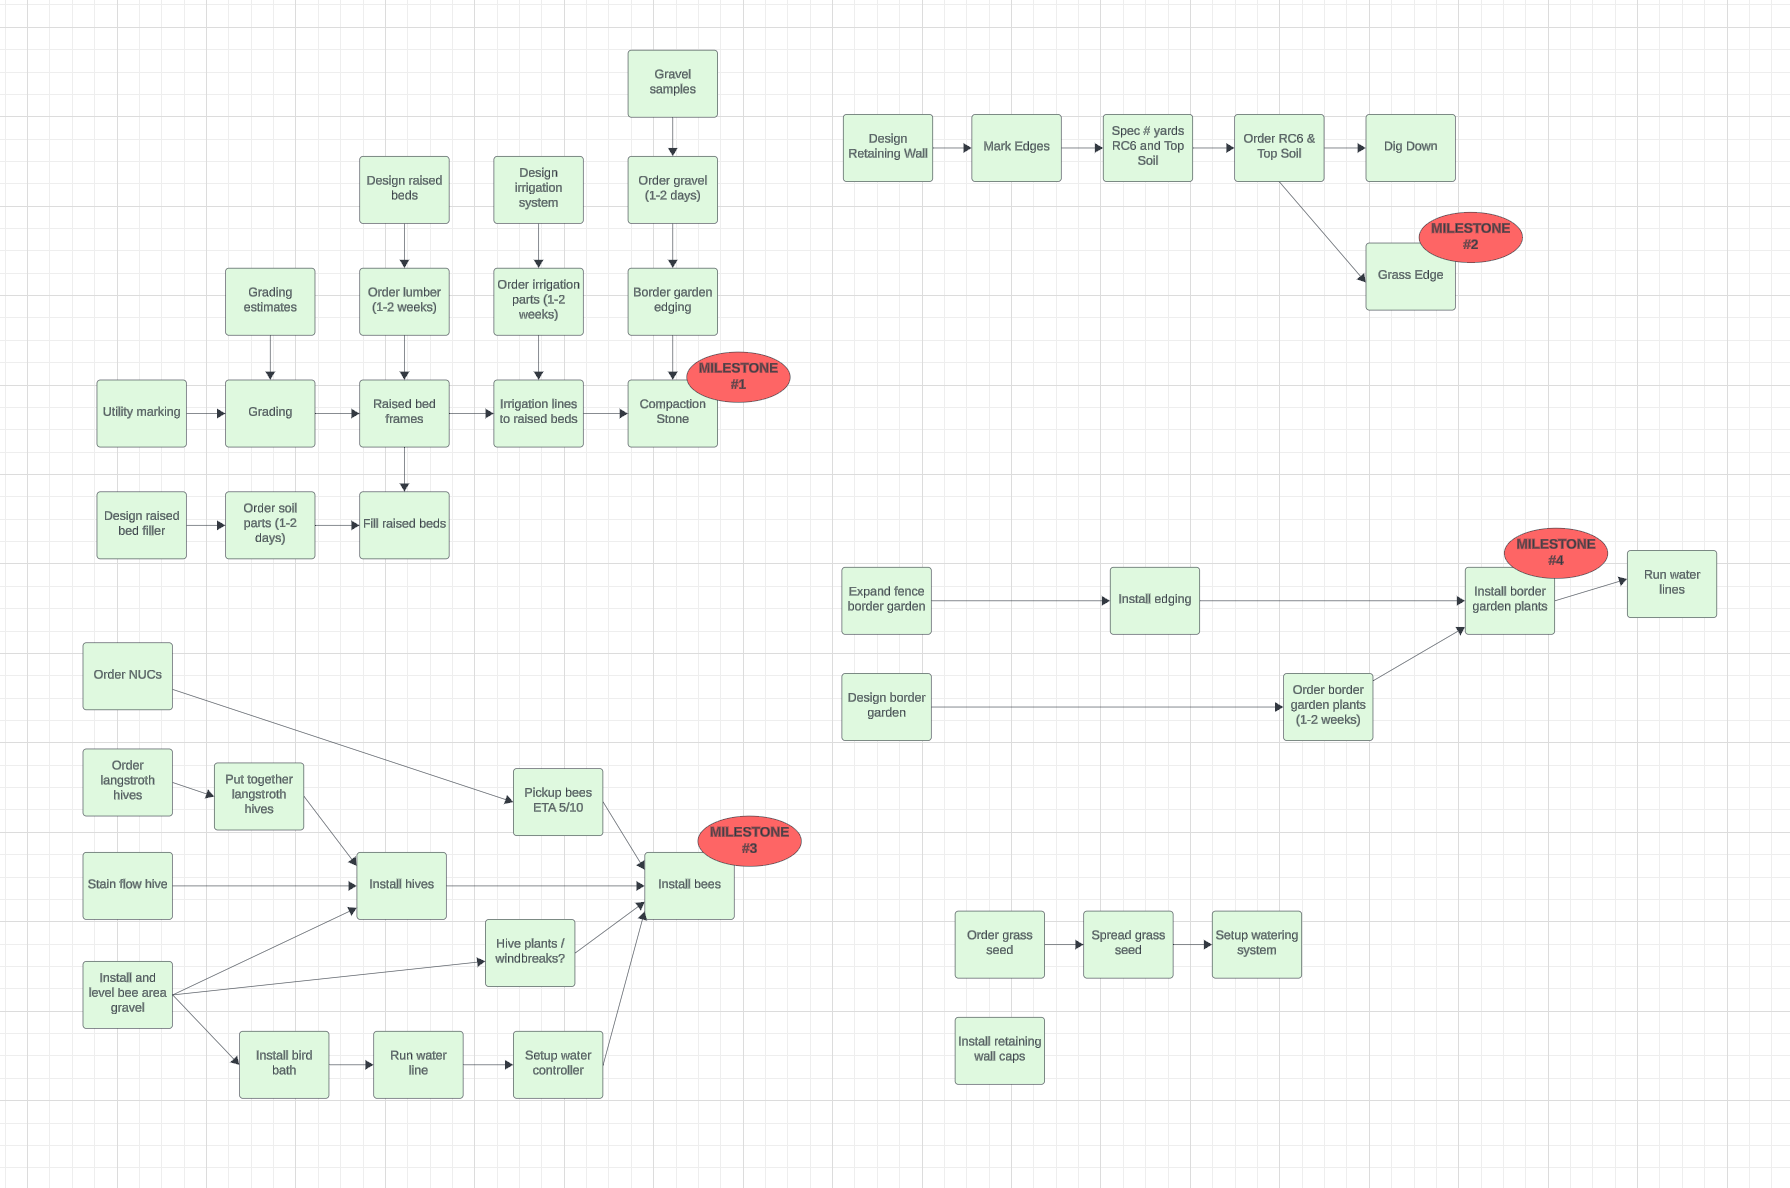 Gravel
samples
Design raised
beds
Design
irrigation
system
Order gravel
(1-2 days)
Grading
estimates
Order lumber
(1-2 weeks)
Order irrigation
parts (1-2
weeks)
Border garden
edging
MILESTONE
#1
Utility marking
Grading
Raised bed
frames
Irrigation lines
to raised beds
Compaction
Stone
Design raised
bed filler
Order soil
parts (1-2
days)
Fill raised beds
Design
Retaining Wall
Mark Edges
Spec # yards
RC6 and Top
Soil
Order RC6 &
Top Soil
Dig Down
MILESTONE
#2
Grass Edge
MILESTONE
#4
Expand fence
border garden
Install edging
Install border
garden plants
Run water
lines
Design border
garden
Order border
garden plants
(1-2 weeks)
Order NUCs
Order
langstroth
hives
Put together
langstroth
hives
Pickup bees
ETA 5/10
MILESTONE
#3
Stain flow hive
Install hives
Install bees
Hive plants /
windbreaks?
Install and
level bee area
gravel
Install bird
bath
Run water
line
Setup water
controller
Order grass
seed
Spread grass
seed
Setup watering
system
Install retaining
wall caps